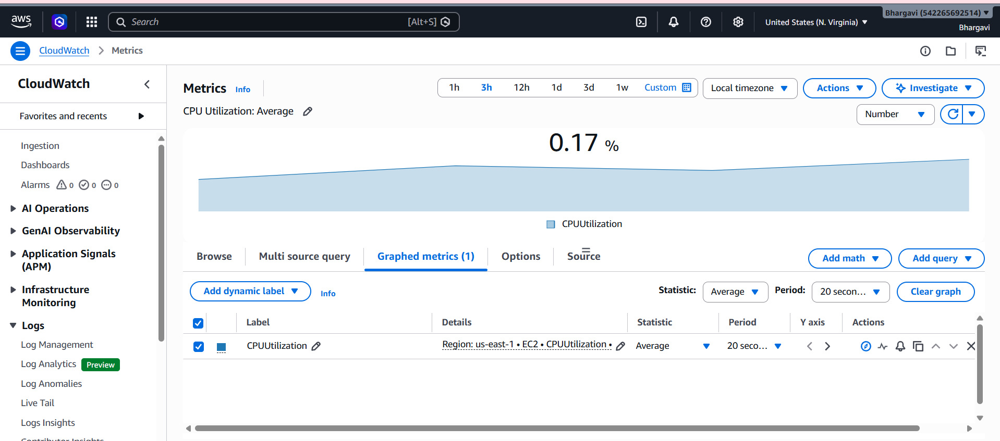 aws
Search [Alt+S]
United States (N. Virginia)
Bhargavi (542265692514)
Bhargavi
CloudWatch
Metrics
CloudWatch
Favorites and recents
Ingestion
Dashboards
Alarms 0 0 0
AI Operations
GenAI Observability
Application Signals
(APM)
Infrastructure
Monitoring
Logs
Log Management
Log Analytics Preview
Log Anomalies
Live Tail
Logs Insights
Contributor Insights
Metrics Info
1h 3h 12h 1d 3d 1w Custom
Local timezone
Actions
Investigate
CPU Utilization: Average
Number
0.17 %
CPUUtilization
Browse Multi source query Graphed metrics (1) Options Source
Add math Add query
Add dynamic label Info
Statistic: Average Period: 20 secon... Clear graph
Label Details Statistic Period Y axis Actions
CPUUtilization Region: us-east-1 • EC2 • CPUUtilization • Average 20 seco...